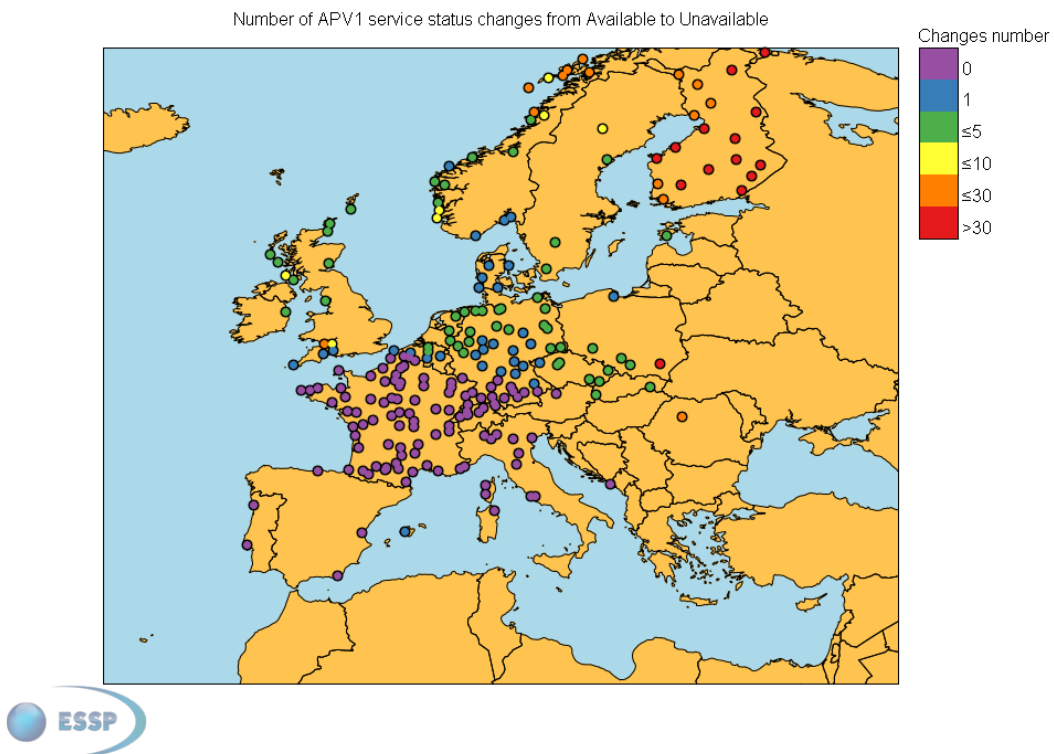 Number of APV1 service status changes from Available to Unavailable
Changes number
0
1
≤5
≤10
≤30
>30
ESSP